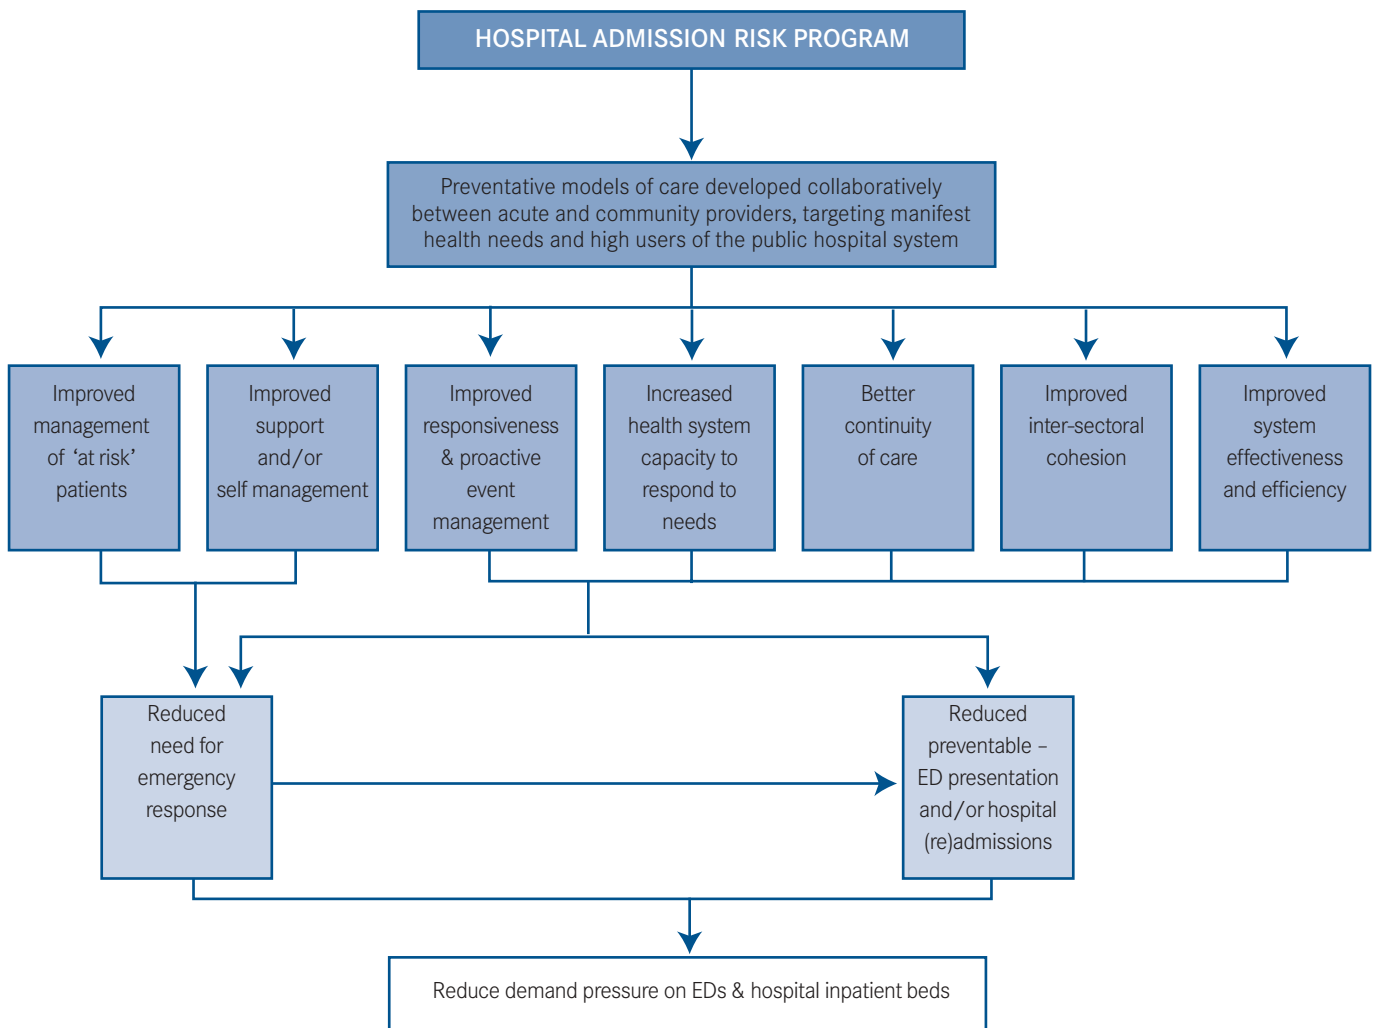 HOSPITAL ADMISSION RISK PROGRAM
Preventative models of care developed collaboratively
between acute and community providers, targeting manifest
health needs and high users of the public hospital system
Improved
management
of ‘at risk’
patients
Improved
support
and/or
self management
Improved
responsiveness
& proactive
event
management
Increased
health system
capacity to
respond to
needs
Better
continuity
of care
Improved
inter-sectoral
cohesion
Improved
system
effectiveness
and efficiency
Reduced
need for
emergency
response
Reduced
preventable –
ED presentation
and/or hospital
(re)admissions
Reduce demand pressure on EDs & hospital inpatient beds